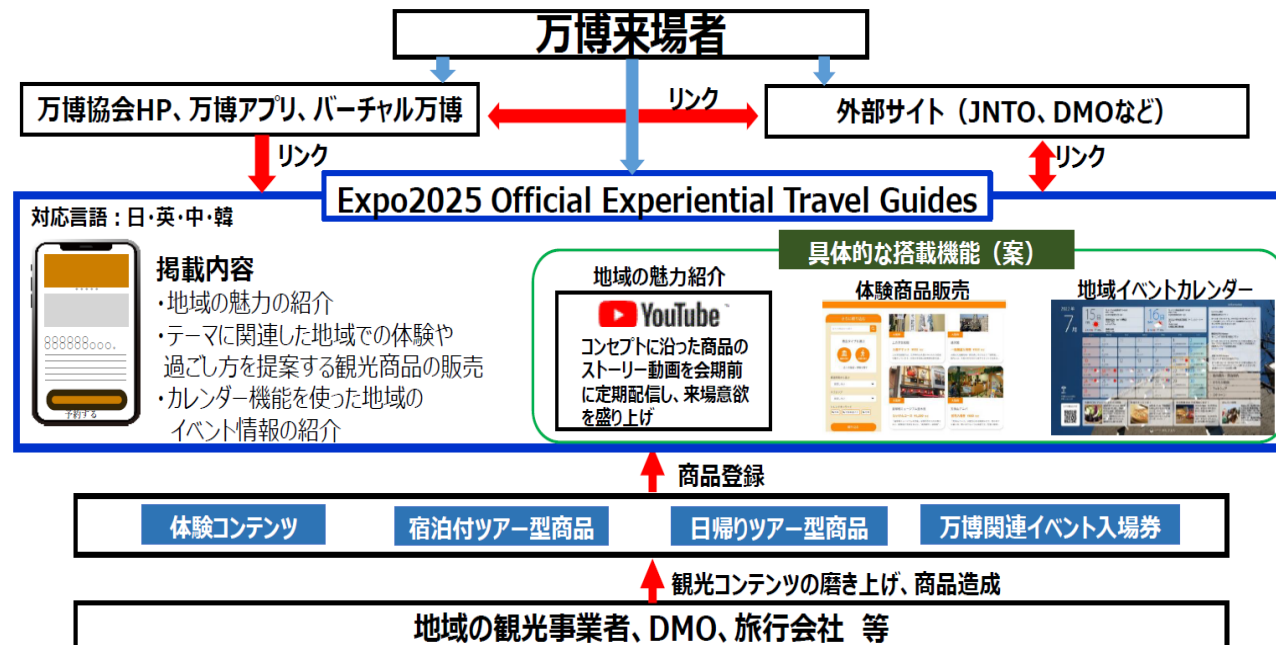 万博来場者
万博協会HP、万博アプリ、バーチャル万博
リンク
外部サイト（JNTO、DMOなど）
リンク
リンク
Expo2025 Official Experiential Travel Guides
対応言語：日・英・中・韓
888888ooo.
予約する
掲載内容
・地域の魅力の紹介
・テーマに関連した地域での体験や
過ごし方を提案する観光商品の販売
・カレンダー機能を使った地域の
イベント情報の紹介
具体的な搭載機能（案）
地域の魅力紹介
YouTube
コンセプトに沿った商品の
ストーリー動画を会期前
に定期配信し、来場意欲
を盛り上げ
体験商品販売
地域イベントカレンダー
7月
15
16
商品登録
体験コンテンツ
宿泊付ツアー型商品
日帰りツアー型商品
万博関連イベント入場券
観光コンテンツの磨き上げ、商品造成
地域の観光事業者、DMO、旅行会社 等